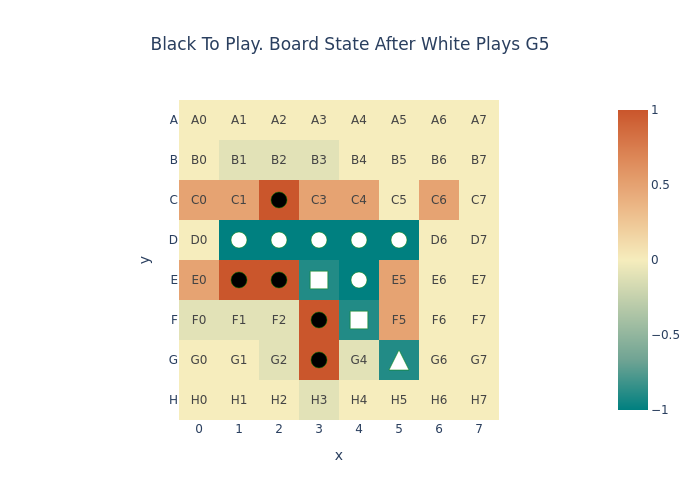 Black To Play. Board State After White Plays G5
A A0 A1 A2 A3 A4 A5 A6 A7
B B0 B1 B2 B3 B4 B5 B6 B7
C C0 C1 C3 C4 C5 C6 C7
D D0 D6 D7
E E0 E5 E6 E7
F F0 F1 F2 F5 F6 F7
G G0 G1 G2 G4 G6 G7
H H0 H1 H2 H3 H4 H5 H6 H7
0 1 2 3 4 5 6 7
x
y
1
0.5
0
−0.5
−1